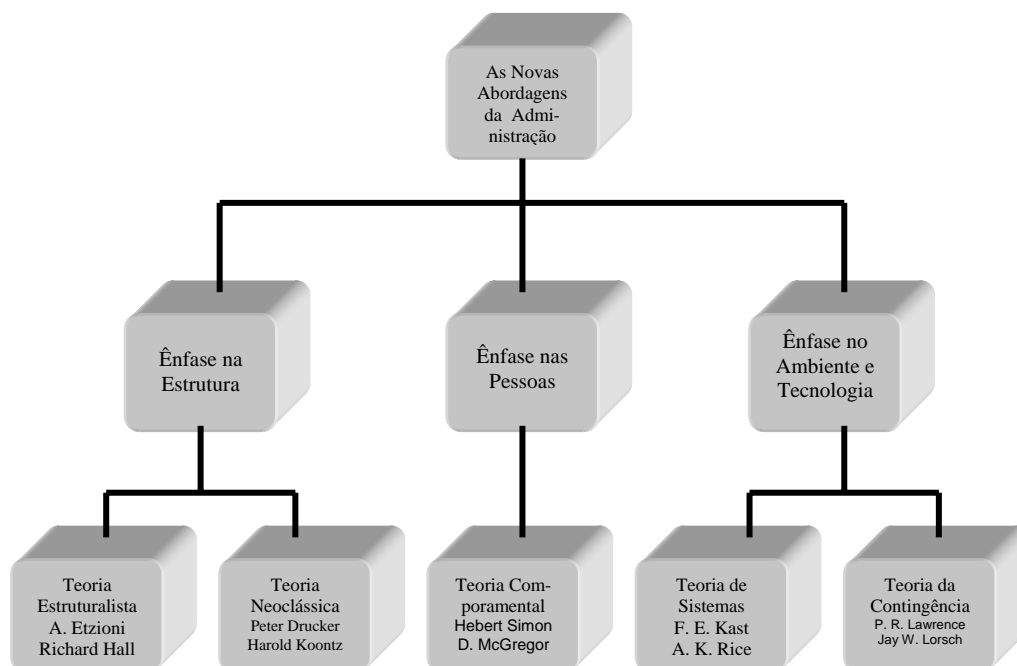 As Novas
Abordagens
da Admi-
nistração
Ênfase na
Estrutura
Ênfase nas
Pessoas
Ênfase no
Ambiente e
Tecnologia
Teoria
Estruturalista
A. Etzioni
Richard Hall
Teoria
Neoclássica
Peter Drucker
Harold Koontz
Teoria Com-
poramental
Hebert Simon
D. McGregor
Teoria de
Sistemas
F. E. Kast
A. K. Rice
Teoria da
Contingência
P. R. Lawrence
Jay W. Lorsch